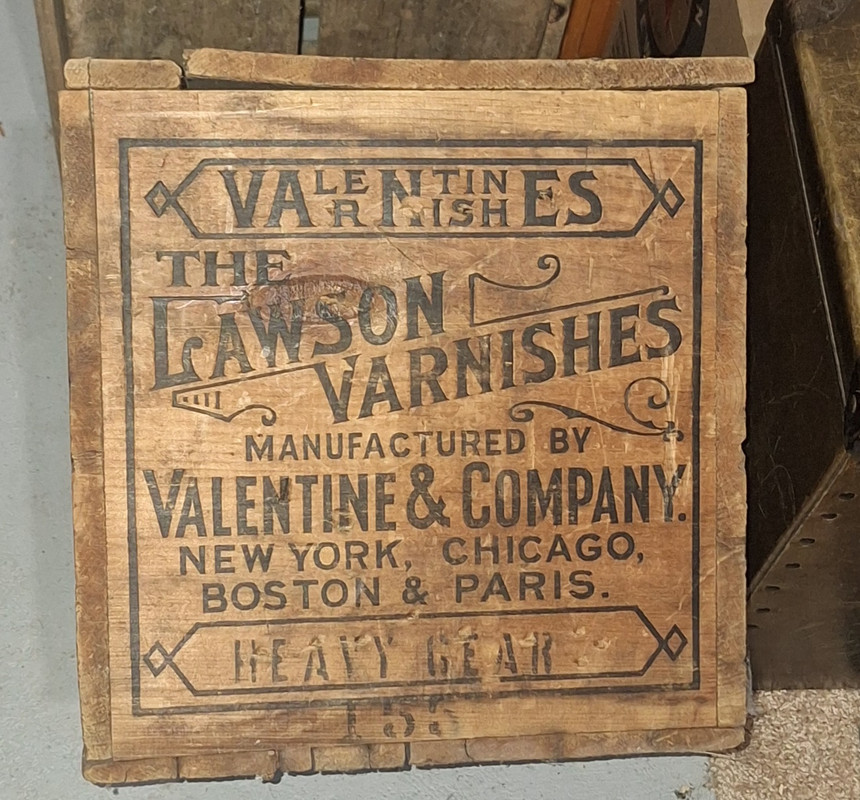 VALENTINES
VARNISHES
THE
LAWSON
VARNISHES
MANUFACTURED BY
VALENTINE & COMPANY.
NEW YORK, CHICAGO,
BOSTON & PARIS.
HEAVY GEAR